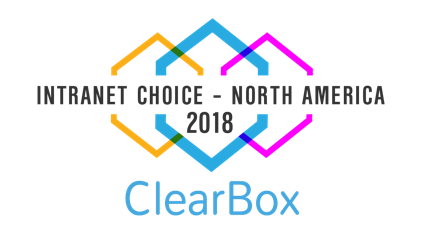 INTRANET CHOICE - NORTH AMERICA
2018
ClearBox